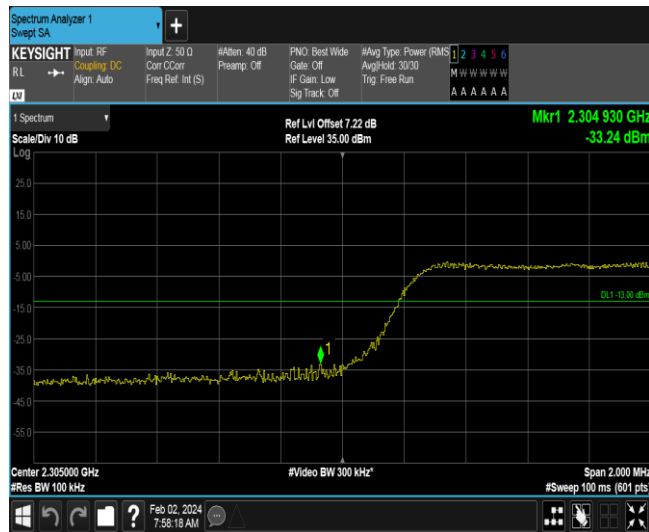 Spectrum Analyzer 1
Swept SA
+
KEYSIGHT
RL
LXI
Input: RF
Coupling: DC
Align: Auto
Input Z: 50 Ω
Corr CCorr
Freq Ref: Int (S)
#Atten: 40 dB
Preamp: Off
PNO: Best Wide
Gate: Off
IF Gain: Low
Sig Track: Off
#Avg Type: Power (RMS
Avg|Hold: 30/30
Trig: Free Run
1 2 3 4 5 6
M W W W W W
A A A A A A
1 Spectrum
Scale/Div 10 dB
Ref Lvl Offset 7.22 dB
Ref Level 35.00 dBm
Mkr1 2.304 930 GHz
-33.24 dBm
Log
25.0
15.0
5.00
-5.00
-15.0
-25.0
-35.0
-45.0
-55.0
DL1 -13.00 dBm
1
Center 2.305000 GHz
#Res BW 100 kHz
#Video BW 300 kHz*
Span 2.000 MHz
#Sweep 100 ms (601 pts)
?
Feb 02, 2024
7:58:18 AM